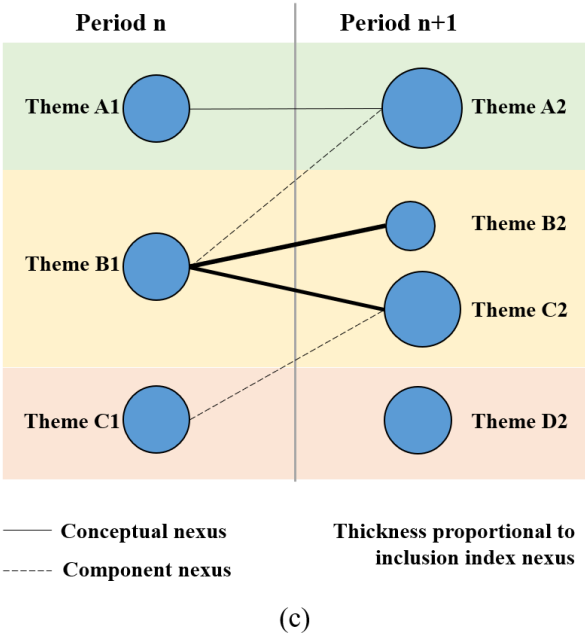 Period n
Period n+1
Theme A1
Theme A2
Theme B1
Theme B2
Theme C2
Theme C1
Theme D2
Conceptual nexus
Component nexus
Thickness proportional to
inclusion index nexus
(c)